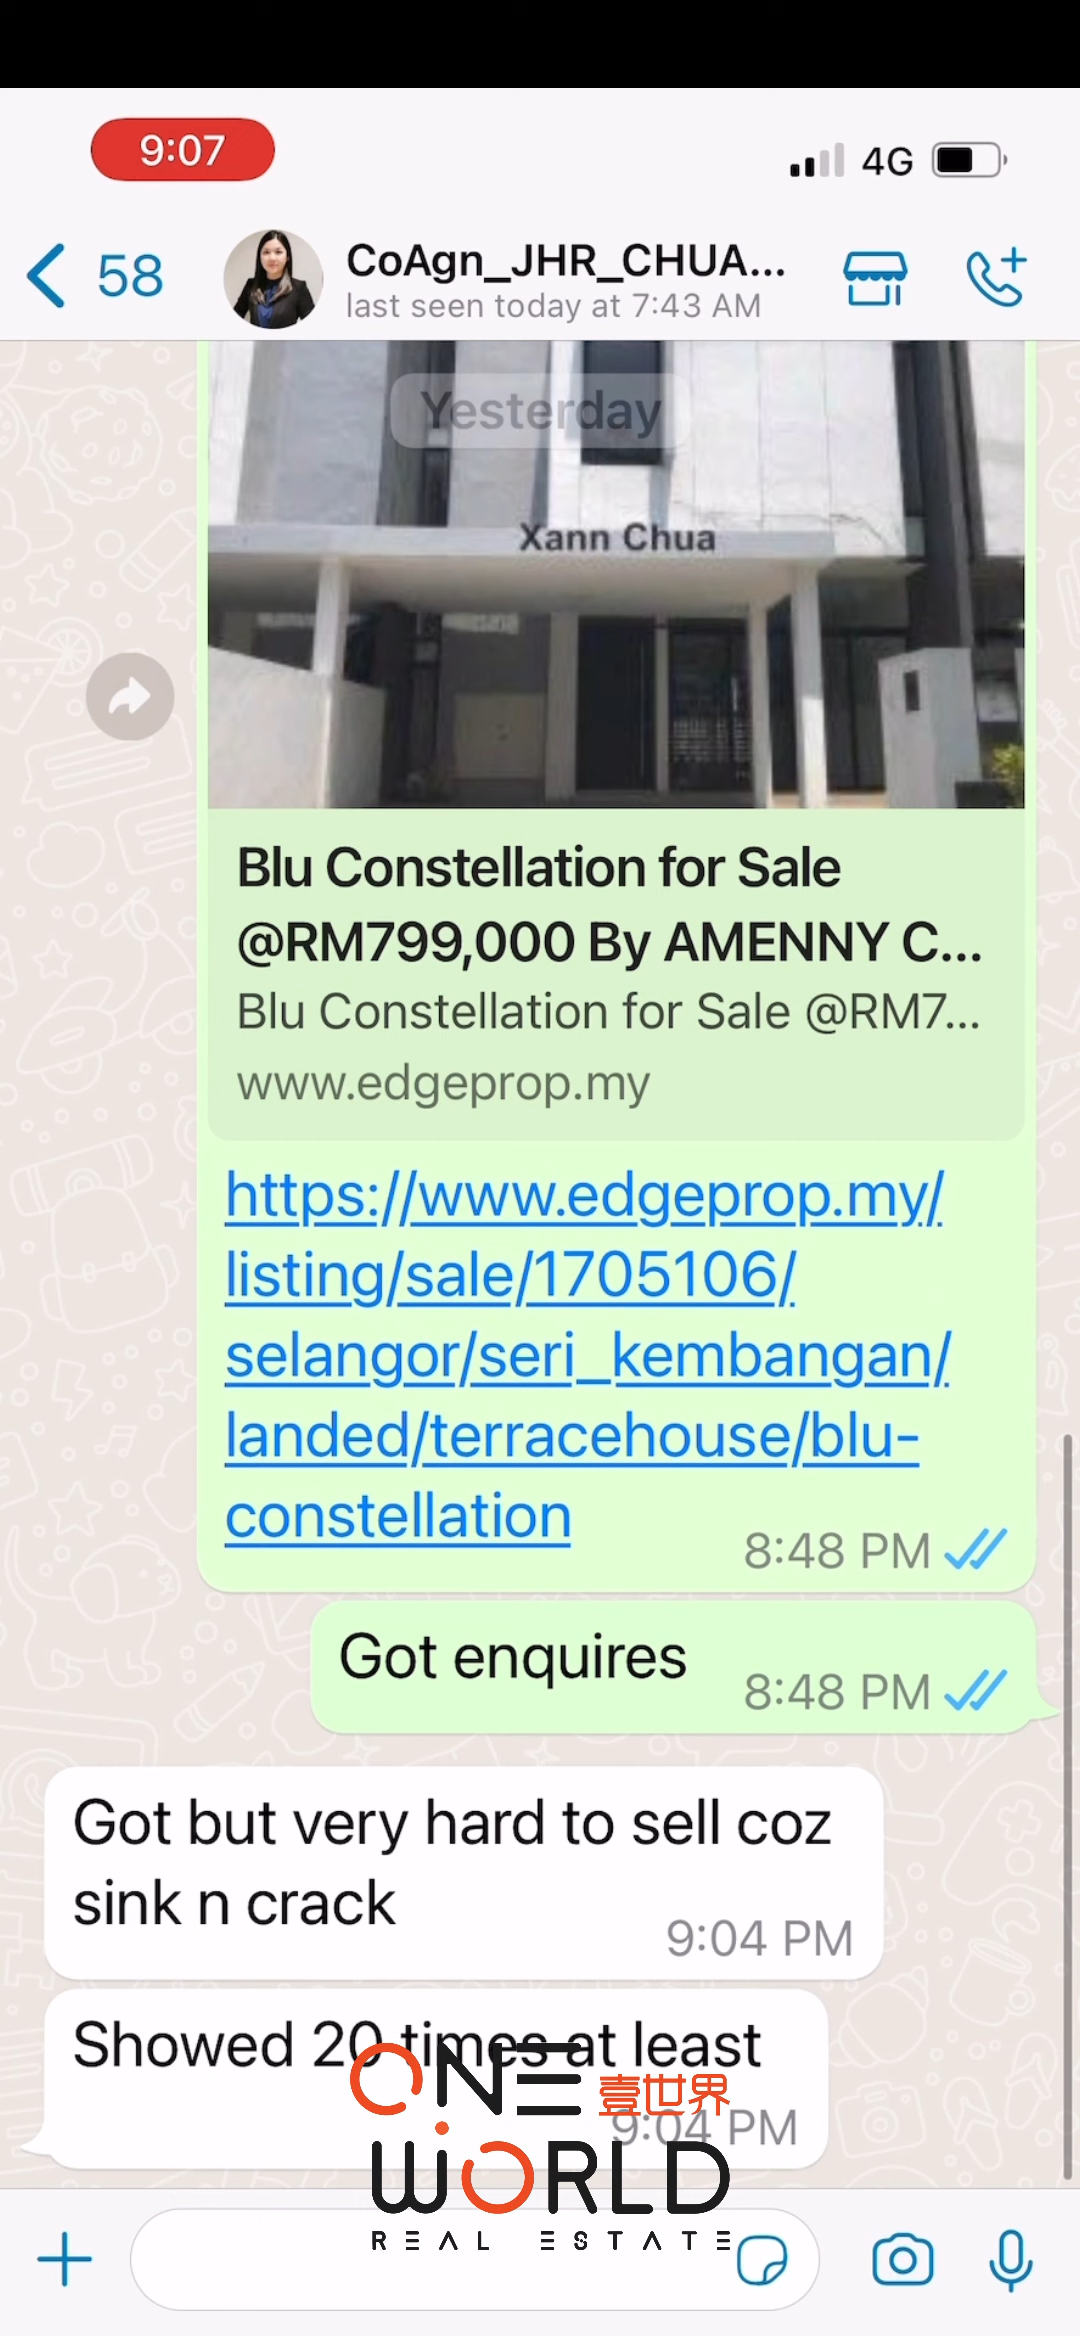 9:07
4G
58
CoAgn_JHR_CHUA...
last seen today at 7:43 AM
Yesterday
Xann Chua
Blu Constellation for Sale
@RM799,000 By AMENNY C...
Blu Constellation for Sale @RM7...
www.edgeprop.my
https://www.edgeprop.my/
listing/sale/1705106/
selangor/seri_kembangan/
landed/terracehouse/blu-
constellation
8:48 PM
Got enquires
8:48 PM
Got but very hard to sell coz
sink n crack
9:04 PM
Showed 20 times at least
9:04 PM
ONE 壹世界
WORLD
REAL ESTATE